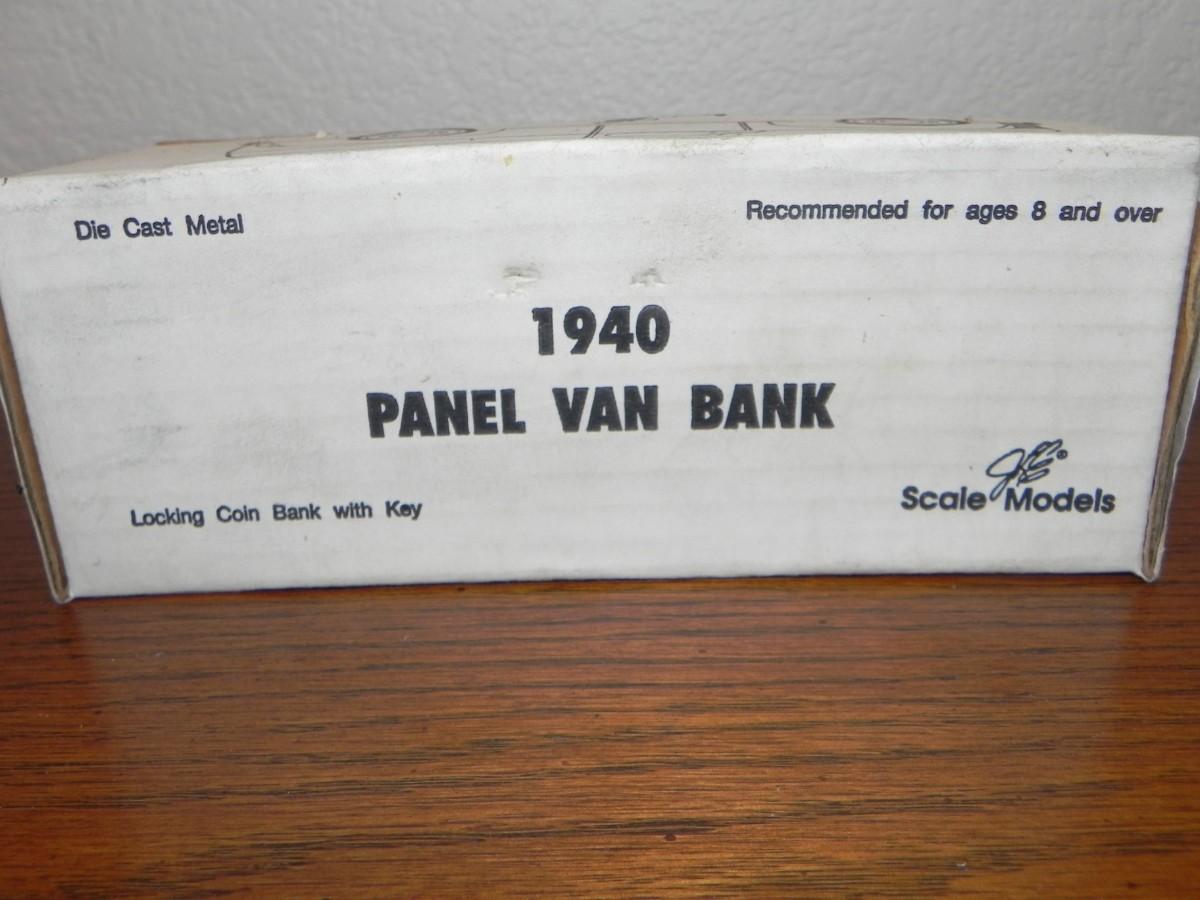 Die Cast Metal
Recommended for ages 8 and over
1940
PANEL VAN BANK
Locking Coin Bank with Key
Scale Models